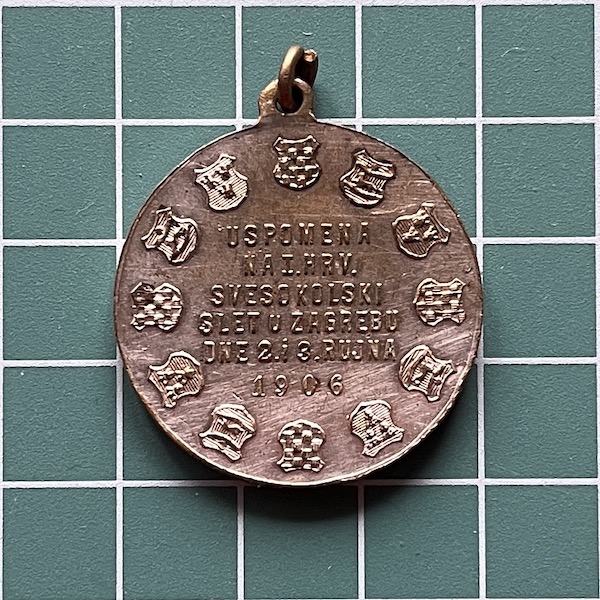 USPOMENA
NA I. HRV.
SVESOKOLSKI
SLET U ZAGREBU
DNE 2. i 3. RUJNA
1906